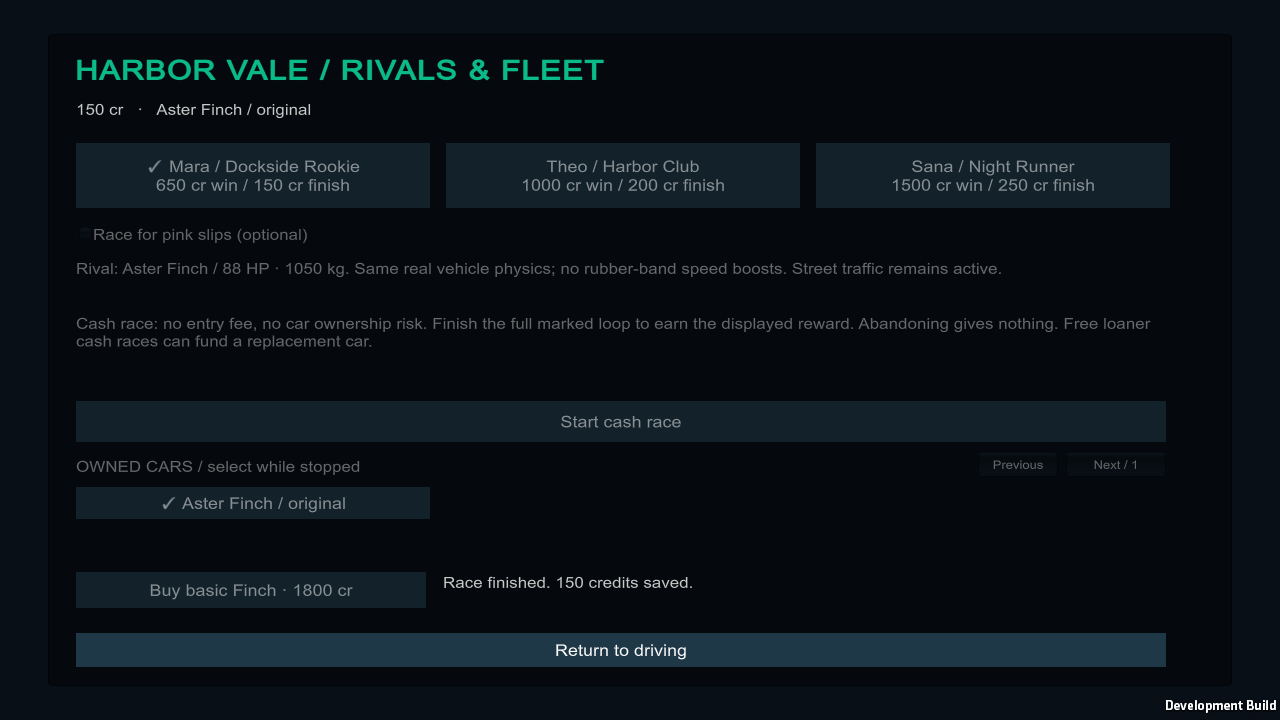 HARBOR VALE / RIVALS & FLEET
150 cr · Aster Finch / original
✓ Mara / Dockside Rookie
650 cr win / 150 cr finish
Theo / Harbor Club
1000 cr win / 200 cr finish
Sana / Night Runner
1500 cr win / 250 cr finish
Race for pink slips (optional)
Rival: Aster Finch / 88 HP · 1050 kg. Same real vehicle physics; no rubber-band speed boosts. Street traffic remains active.
Cash race: no entry fee, no car ownership risk. Finish the full marked loop to earn the displayed reward. Abandoning gives nothing. Free loaner
cash races can fund a replacement car.
Start cash race
OWNED CARS / select while stopped
Previous
Next / 1
✓ Aster Finch / original
Buy basic Finch · 1800 cr
Race finished. 150 credits saved.
Return to driving
Development Build